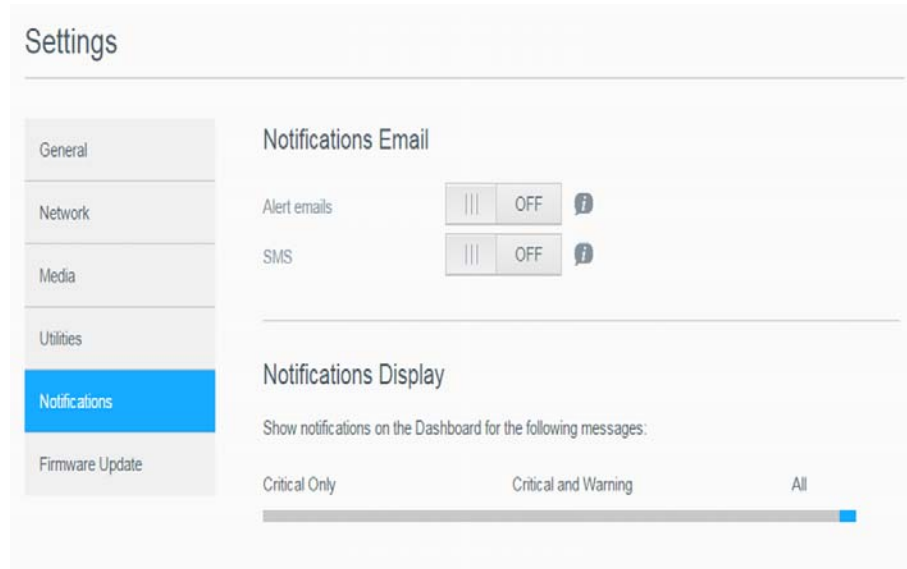 Settings
General
Network
Media
Utilities
Notifications
Firmware Update
Notifications Email
Alert emails OFF i
SMS OFF i
Notifications Display
Show notifications on the Dashboard for the following messages:
Critical Only Critical and Warning All